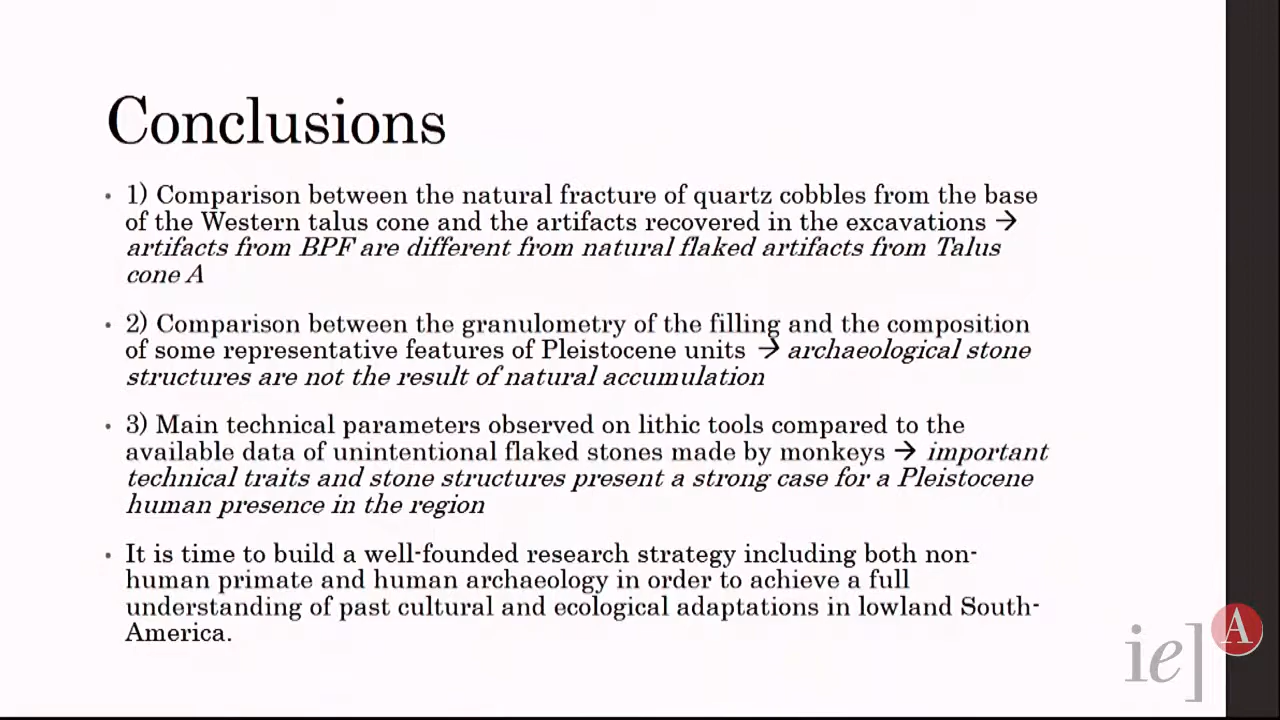 Conclusions
• 1) Comparison between the natural fracture of quartz cobbles from the base
of the Western talus cone and the artifacts recovered in the excavations →
artifacts from BPF are different from natural flaked artifacts from Talus
cone A
• 2) Comparison between the granulometry of the filling and the composition
of some representative features of Pleistocene units → archaeological stone
structures are not the result of natural accumulation
• 3) Main technical parameters observed on lithic tools compared to the
available data of unintentional flaked stones made by monkeys → important
technical traits and stone structures present a strong case for a Pleistocene
human presence in the region
• It is time to build a well-founded research strategy including both non-
human primate and human archaeology in order to achieve a full
understanding of past cultural and ecological adaptations in lowland South-
America.
ie] A